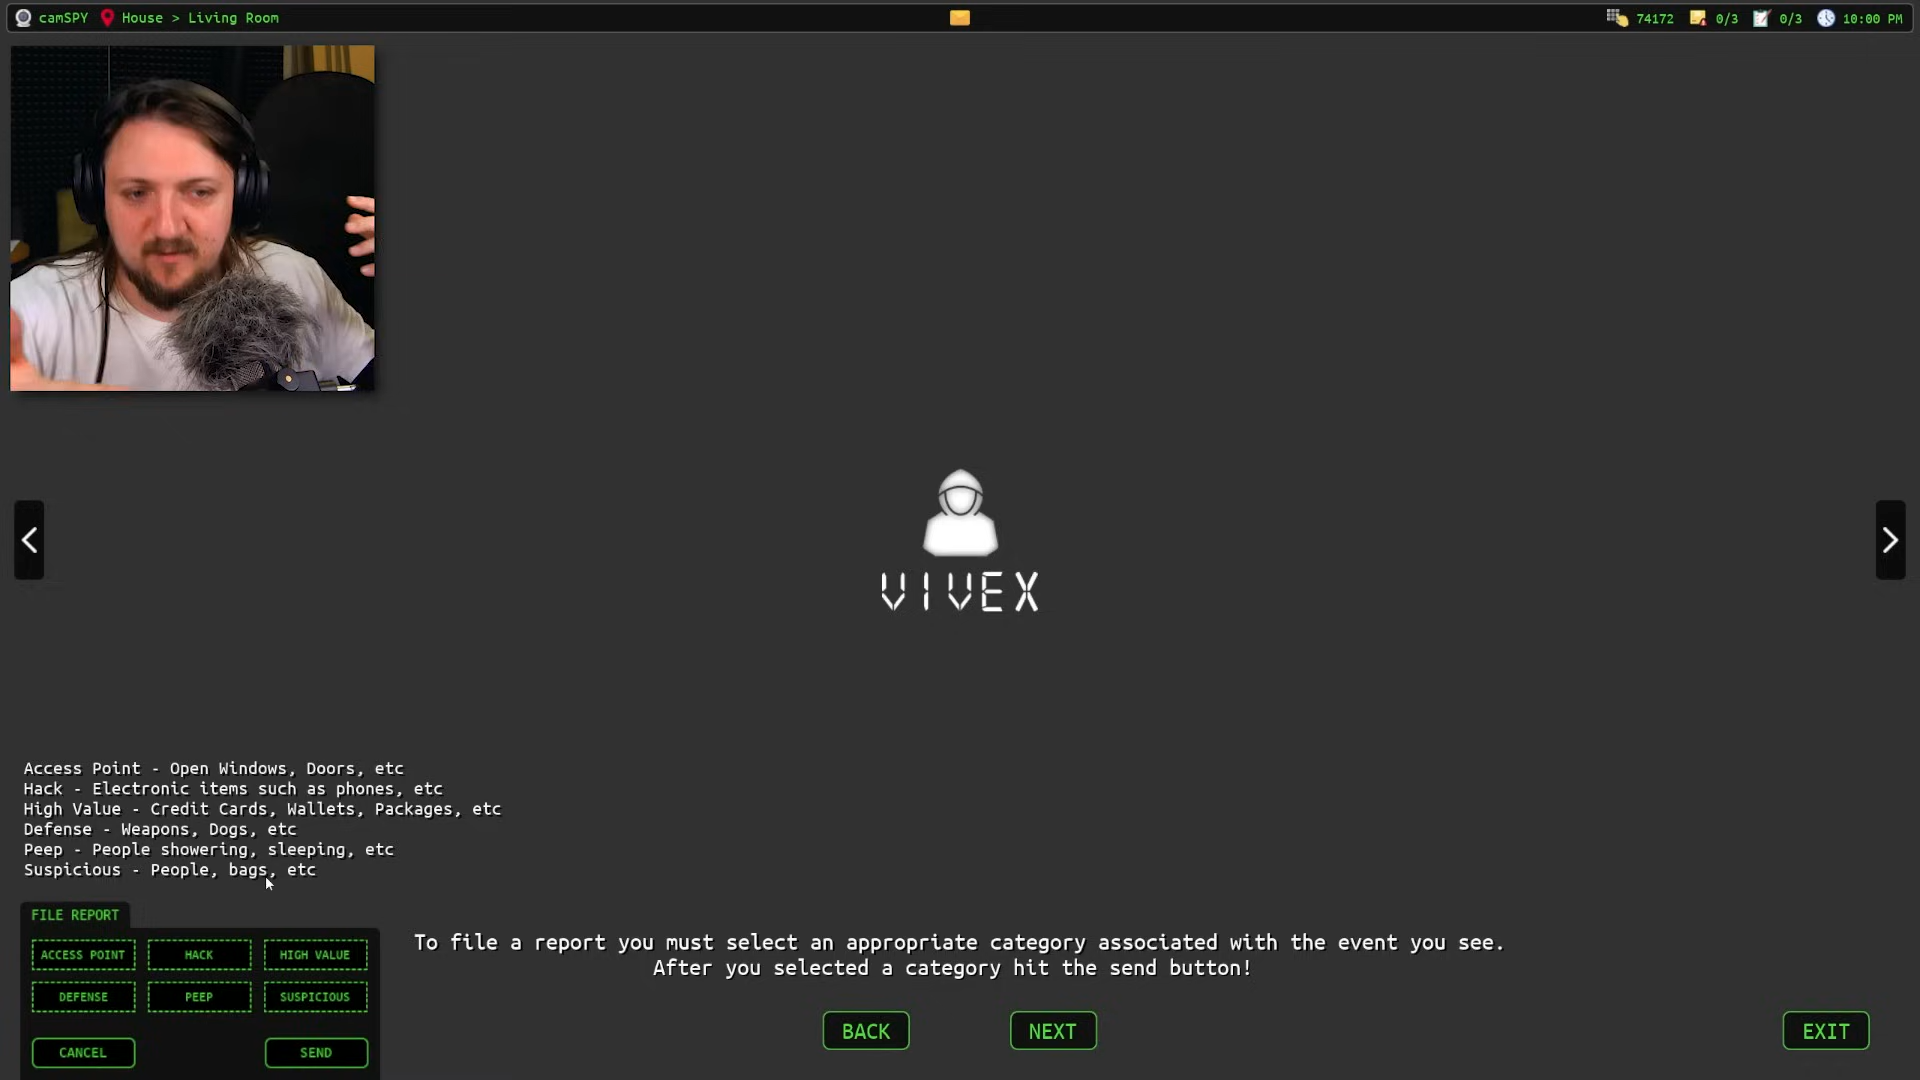 camSPY House > Living Room
74172 0/3 0/3 10:00 PM
VIVEX
Access Point - Open Windows, Doors, etc
Hack - Electronic items such as phones, etc
High Value - Credit Cards, Wallets, Packages, etc
Defense - Weapons, Dogs, etc
Peep - People showering, sleeping, etc
Suspicious - People, bags, etc
FILE REPORT
ACCESS POINT HACK HIGH VALUE
DEFENSE PEEP SUSPICIOUS
CANCEL SEND
To file a report you must select an appropriate category associated with the event you see.
After you selected a category hit the send button!
BACK NEXT EXIT